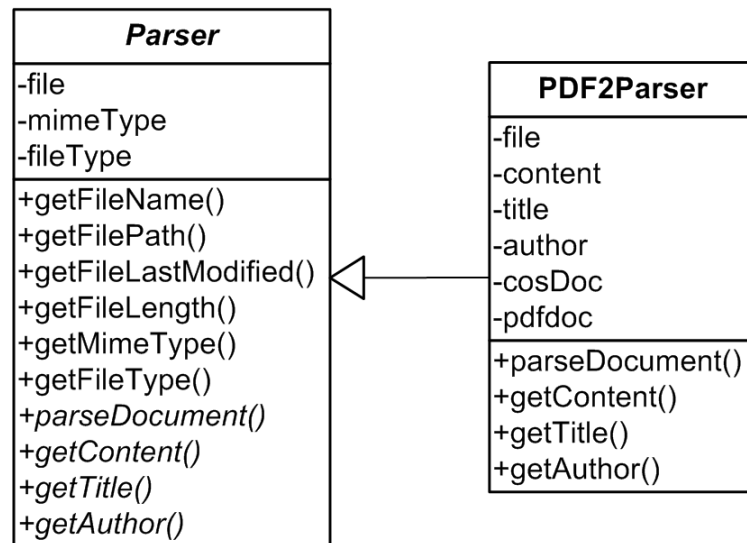 Parser
-file
-mimeType
-fileType
+getFileName()
+getFilePath()
+getFileLastModified()
+getFileLength()
+getMimeType()
+getFileType()
+parseDocument()
+getContent()
+getTitle()
+getAuthor()
PDF2Parser
-file
-content
-title
-author
-cosDoc
-pdfdoc
+parseDocument()
+getContent()
+getTitle()
+getAuthor()